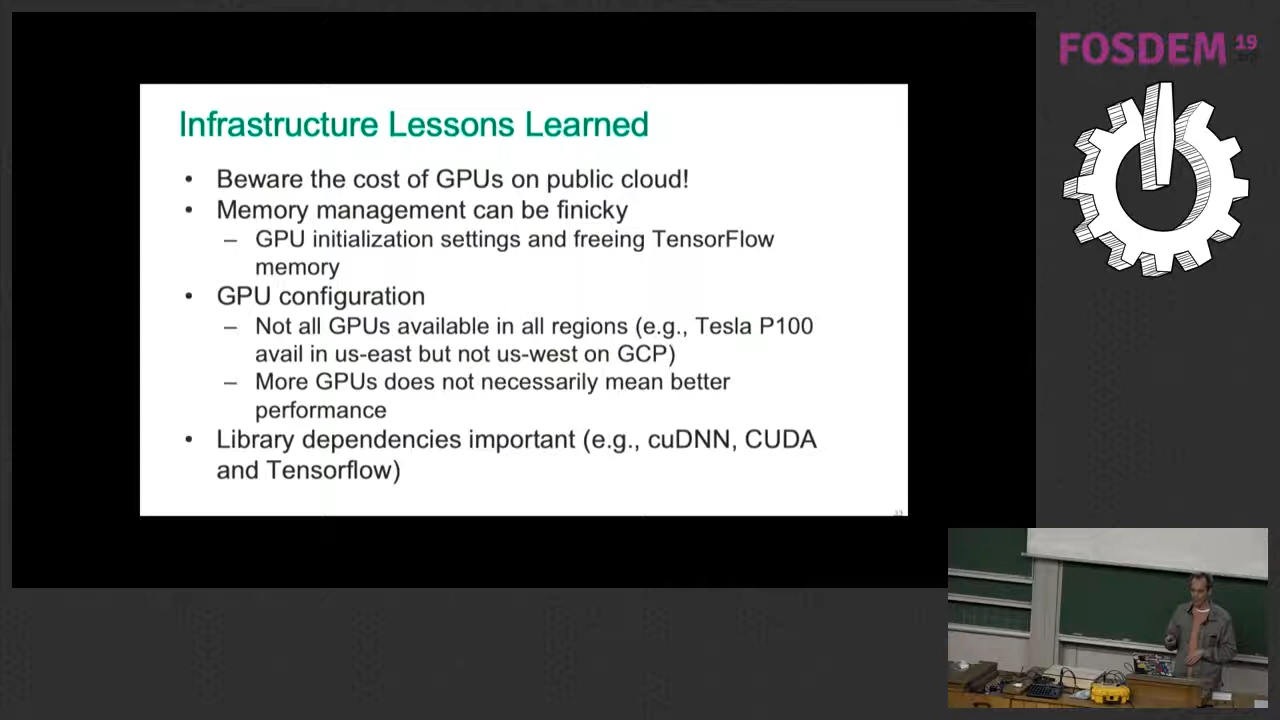 FOSDEM 19
Infrastructure Lessons Learned
• Beware the cost of GPUs on public cloud!
• Memory management can be finicky
– GPU initialization settings and freeing TensorFlow
memory
• GPU configuration
– Not all GPUs available in all regions (e.g., Tesla P100
avail in us-east but not us-west on GCP)
– More GPUs does not necessarily mean better
performance
• Library dependencies important (e.g., cuDNN, CUDA
and Tensorflow)